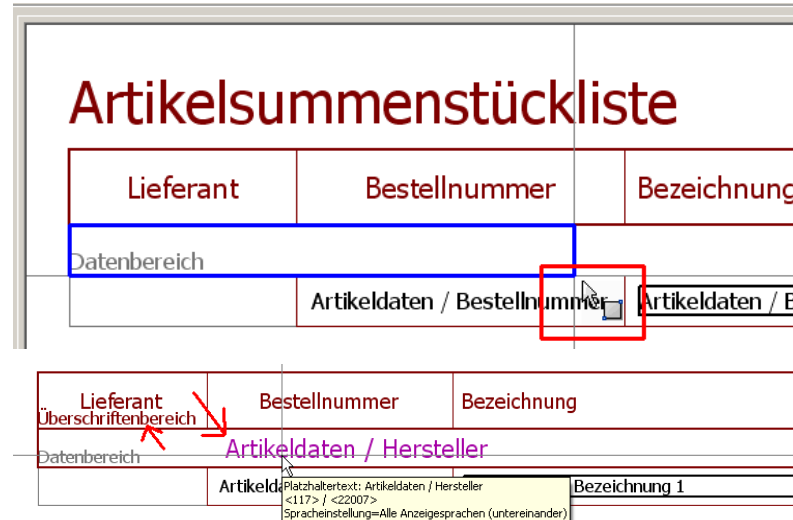 Artikelsummenstückliste
Lieferant Bestellnummer Bezeichnung
Datenbereich
Artikeldaten / Bestellnummer Artikeldaten / B
Lieferant Bestellnummer Bezeichnung
Überschriftenbereich
Artikeldaten / Hersteller
Datenbereich
Artikelda Bezeichnung 1
Platzhaltertext: Artikeldaten / Hersteller
<117> / <22007>
Spracheinstellung=Alle Anzeigesprachen (untereinander)